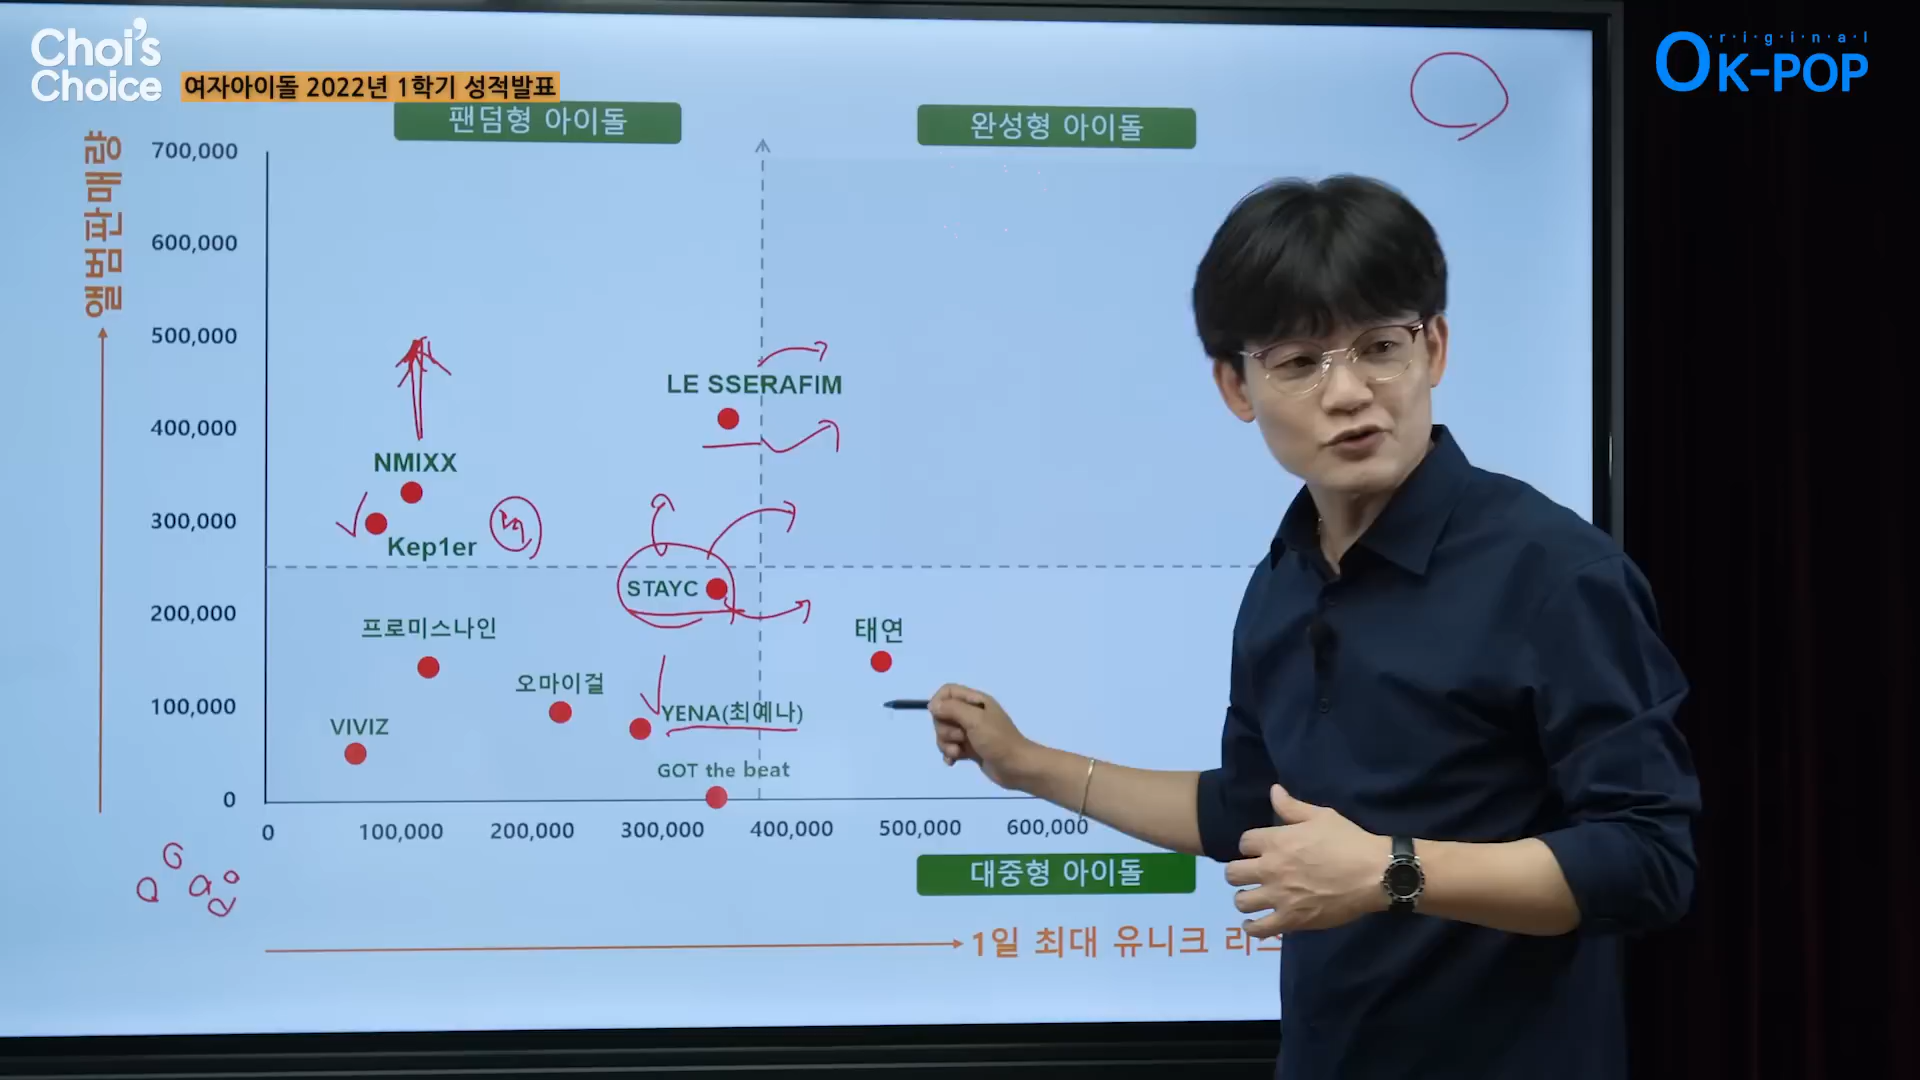 Choi's
Choice
여자아이돌 2022년 1학기 성적발표
O·r·i·g·i·n·a·l
K-POP
팬덤형 아이돌
완성형 아이돌
앨범판매량
700,000
600,000
500,000
400,000
300,000
200,000
100,000
0
LE SSERAFIM
NMIXX
Kep1er
STAYC
프로미스나인
태연
오마이걸
YENA(최예나)
VIVIZ
GOT the beat
0
100,000
200,000
300,000
400,000
500,000
600,000
대중형 아이돌
1일 최대 유니크